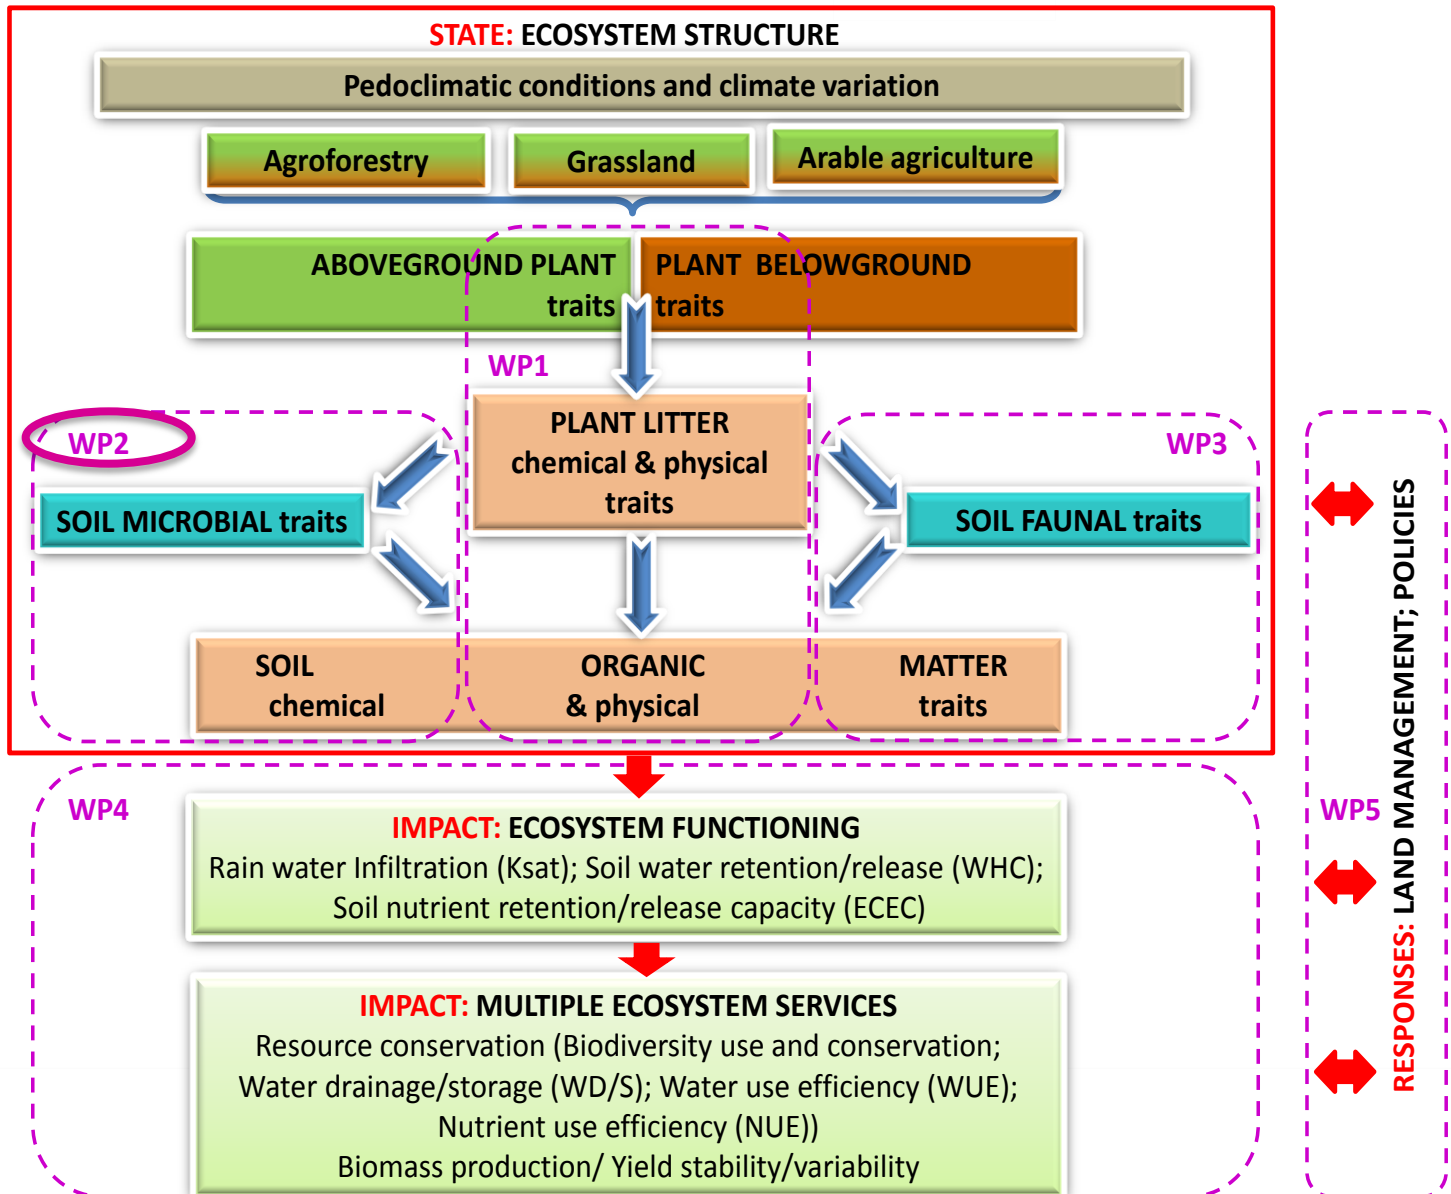 STATE: ECOSYSTEM STRUCTURE
Pedoclimatic conditions and climate variation
Agroforestry
Grassland
Arable agriculture
ABOVEGROUND PLANT
traits
PLANT BELOWGROUND
traits
WP1
PLANT LITTER
chemical & physical
traits
WP2
SOIL MICROBIAL traits
WP3
SOIL FAUNAL traits
SOIL ORGANIC MATTER
chemical & physical traits
WP4
IMPACT: ECOSYSTEM FUNCTIONING
Rain water Infiltration (Ksat); Soil water retention/release (WHC);
Soil nutrient retention/release capacity (ECEC)
IMPACT: MULTIPLE ECOSYSTEM SERVICES
Resource conservation (Biodiversity use and conservation;
Water drainage/storage (WD/S); Water use efficiency (WUE);
Nutrient use efficiency (NUE))
Biomass production/ Yield stability/variability
WP5
RESPONSES: LAND MANAGEMENT; POLICIES